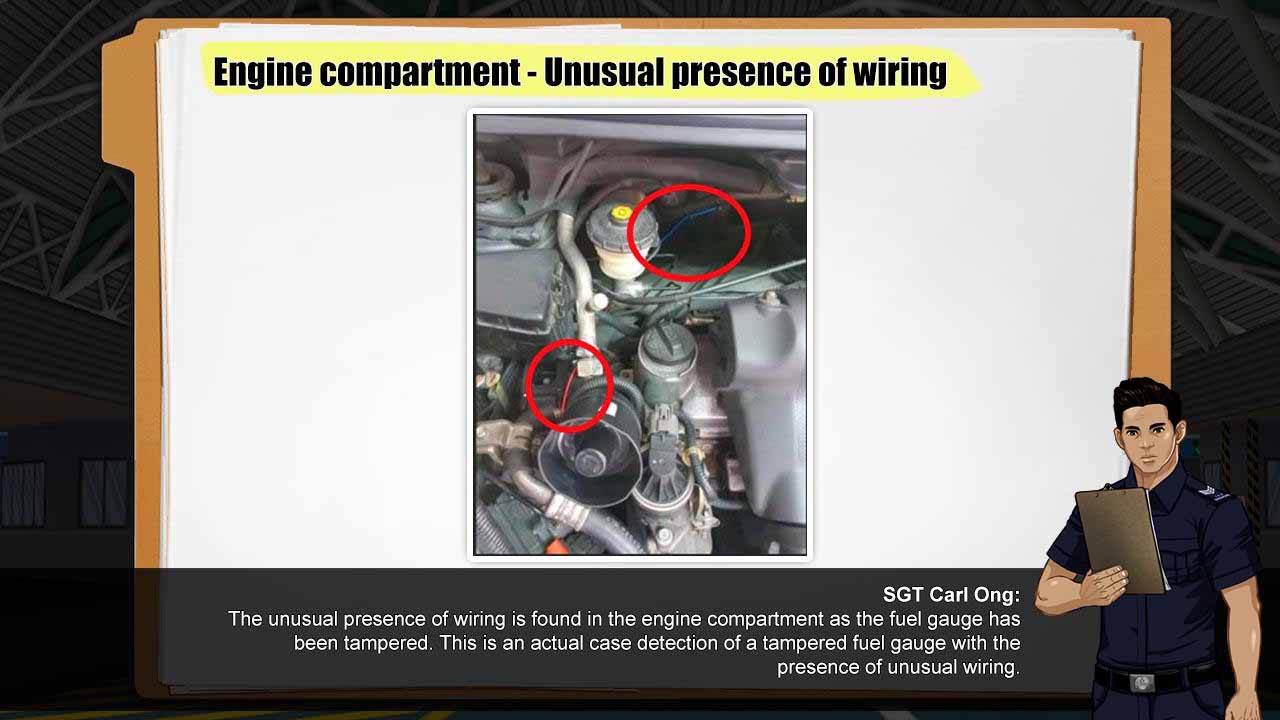 Engine compartment - Unusual presence of wiring
SGT Carl Ong:
The unusual presence of wiring is found in the engine compartment as the fuel gauge has
been tampered. This is an actual case detection of a tampered fuel gauge with the
presence of unusual wiring.